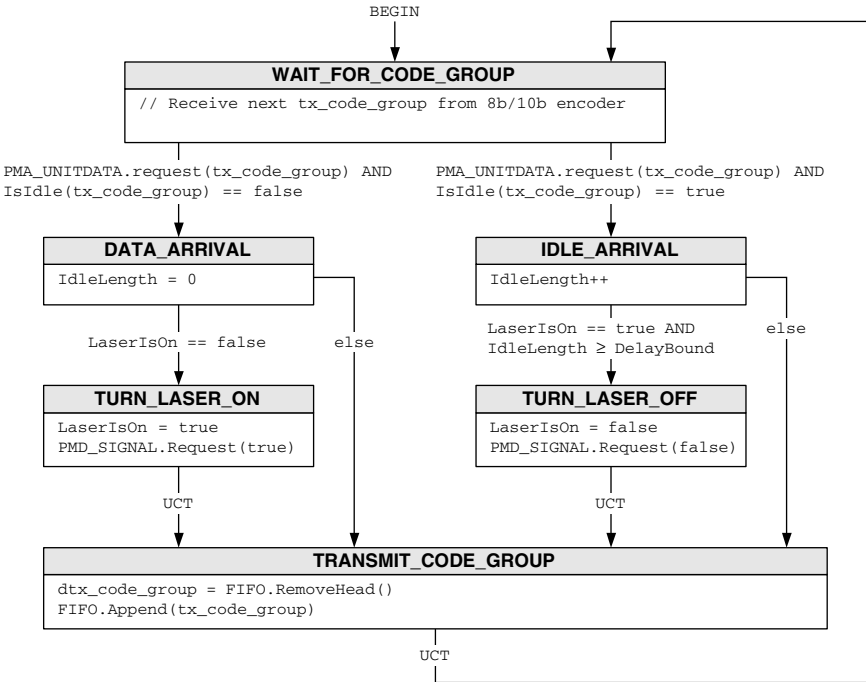 BEGIN
WAIT_FOR_CODE_GROUP
// Receive next tx_code_group from 8b/10b encoder
PMA_UNITDATA.request(tx_code_group) AND
IsIdle(tx_code_group) == false
PMA_UNITDATA.request(tx_code_group) AND
IsIdle(tx_code_group) == true
DATA_ARRIVAL
IdleLength = 0
IDLE_ARRIVAL
IdleLength++
LaserIsOn == false
else
LaserIsOn == true AND
IdleLength ≥ DelayBound
else
TURN_LASER_ON
LaserIsOn = true
PMD_SIGNAL.Request(true)
TURN_LASER_OFF
LaserIsOn = false
PMD_SIGNAL.Request(false)
UCT
UCT
TRANSMIT_CODE_GROUP
dtx_code_group = FIFO.RemoveHead()
FIFO.Append(tx_code_group)
UCT